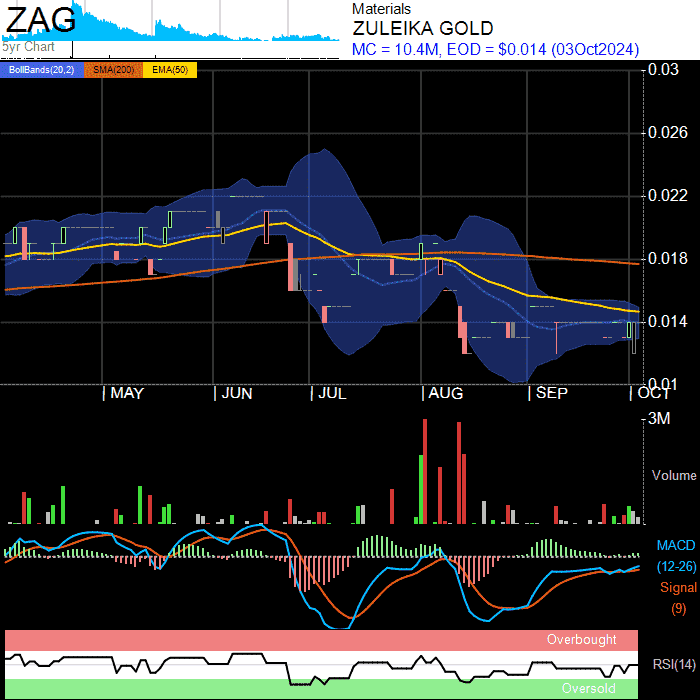 ZAG
5yr Chart
Materials
ZULEIKA GOLD
MC = 10.4M, EOD = $0.014 (03Oct2024)
BollBands(20,2) SMA(200) EMA(50)
0.03
0.026
0.022
0.018
0.014
0.01
MAY JUN JUL AUG SEP OCT
3M
Volume
MACD
(12-26)
Signal
(9)
Overbought
RSI(14)
Oversold